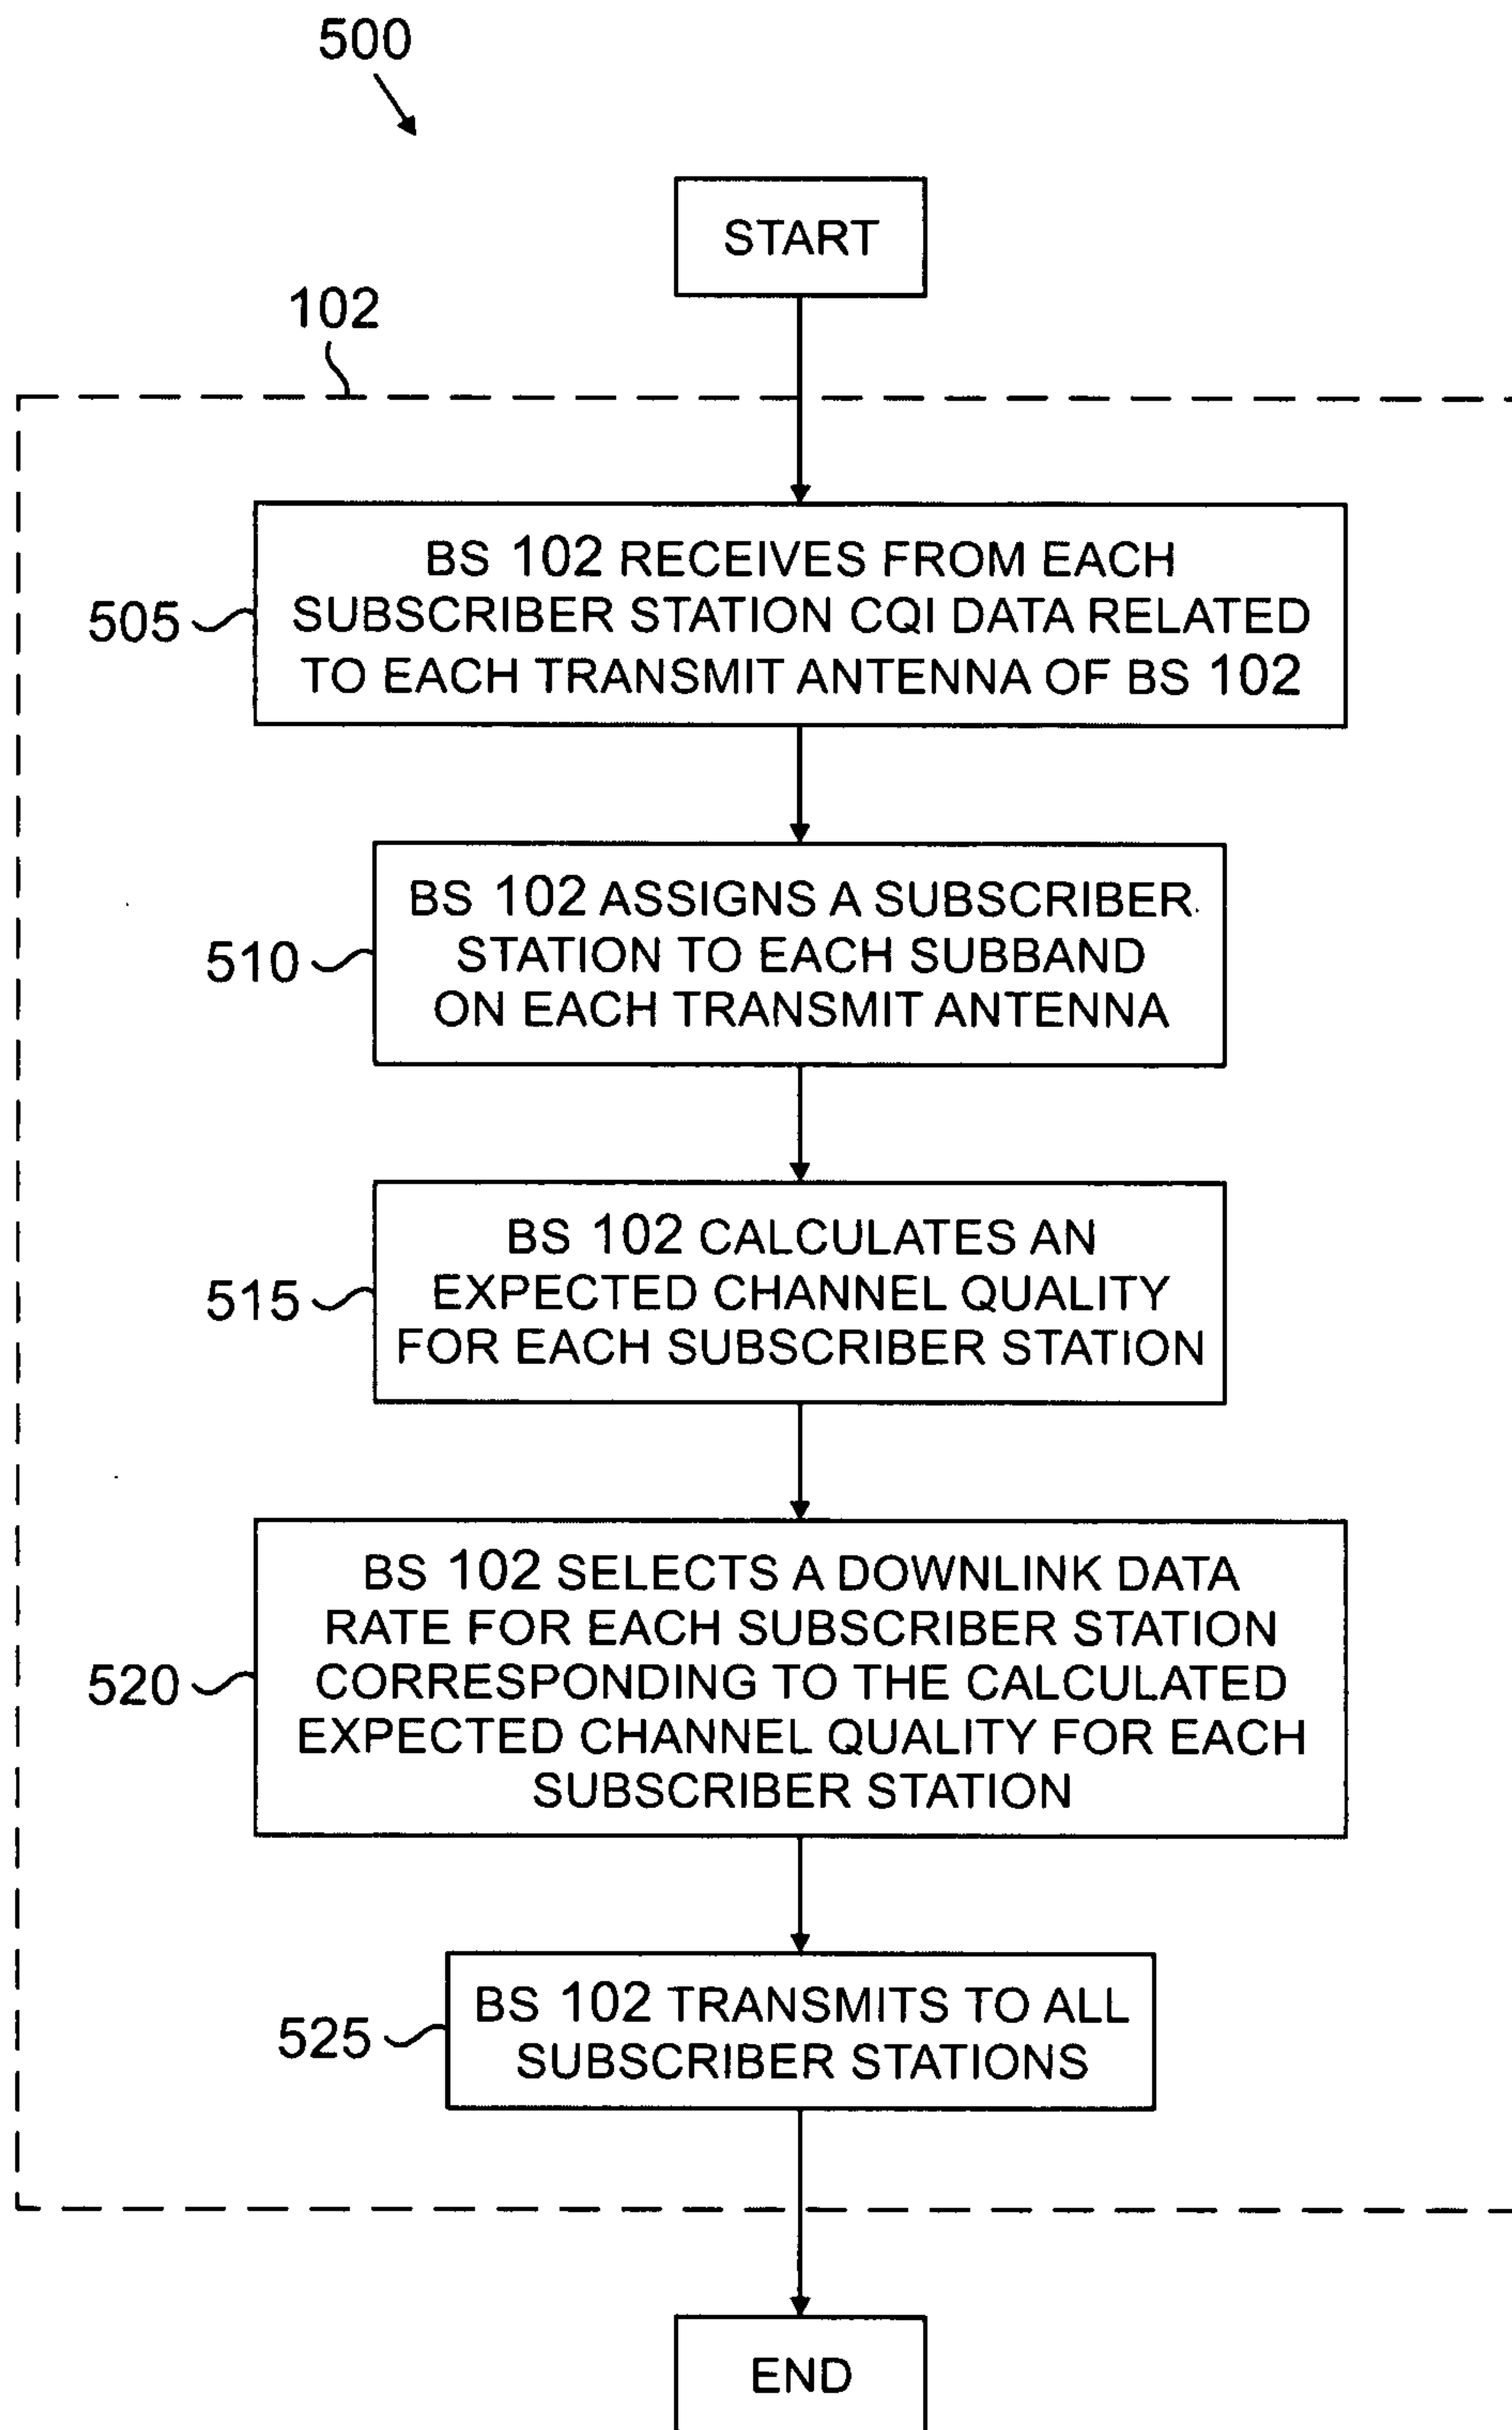 500
START
102
BS 102 RECEIVES FROM EACH
SUBSCRIBER STATION CQI DATA RELATED
TO EACH TRANSMIT ANTENNA OF BS 102
505
BS 102 ASSIGNS A SUBSCRIBER
STATION TO EACH SUBBAND
ON EACH TRANSMIT ANTENNA
510
BS 102 CALCULATES AN
EXPECTED CHANNEL QUALITY
FOR EACH SUBSCRIBER STATION
515
BS 102 SELECTS A DOWNLINK DATA
RATE FOR EACH SUBSCRIBER STATION
CORRESPONDING TO THE CALCULATED
EXPECTED CHANNEL QUALITY FOR EACH
SUBSCRIBER STATION
520
BS 102 TRANSMITS TO ALL
SUBSCRIBER STATIONS
525
END